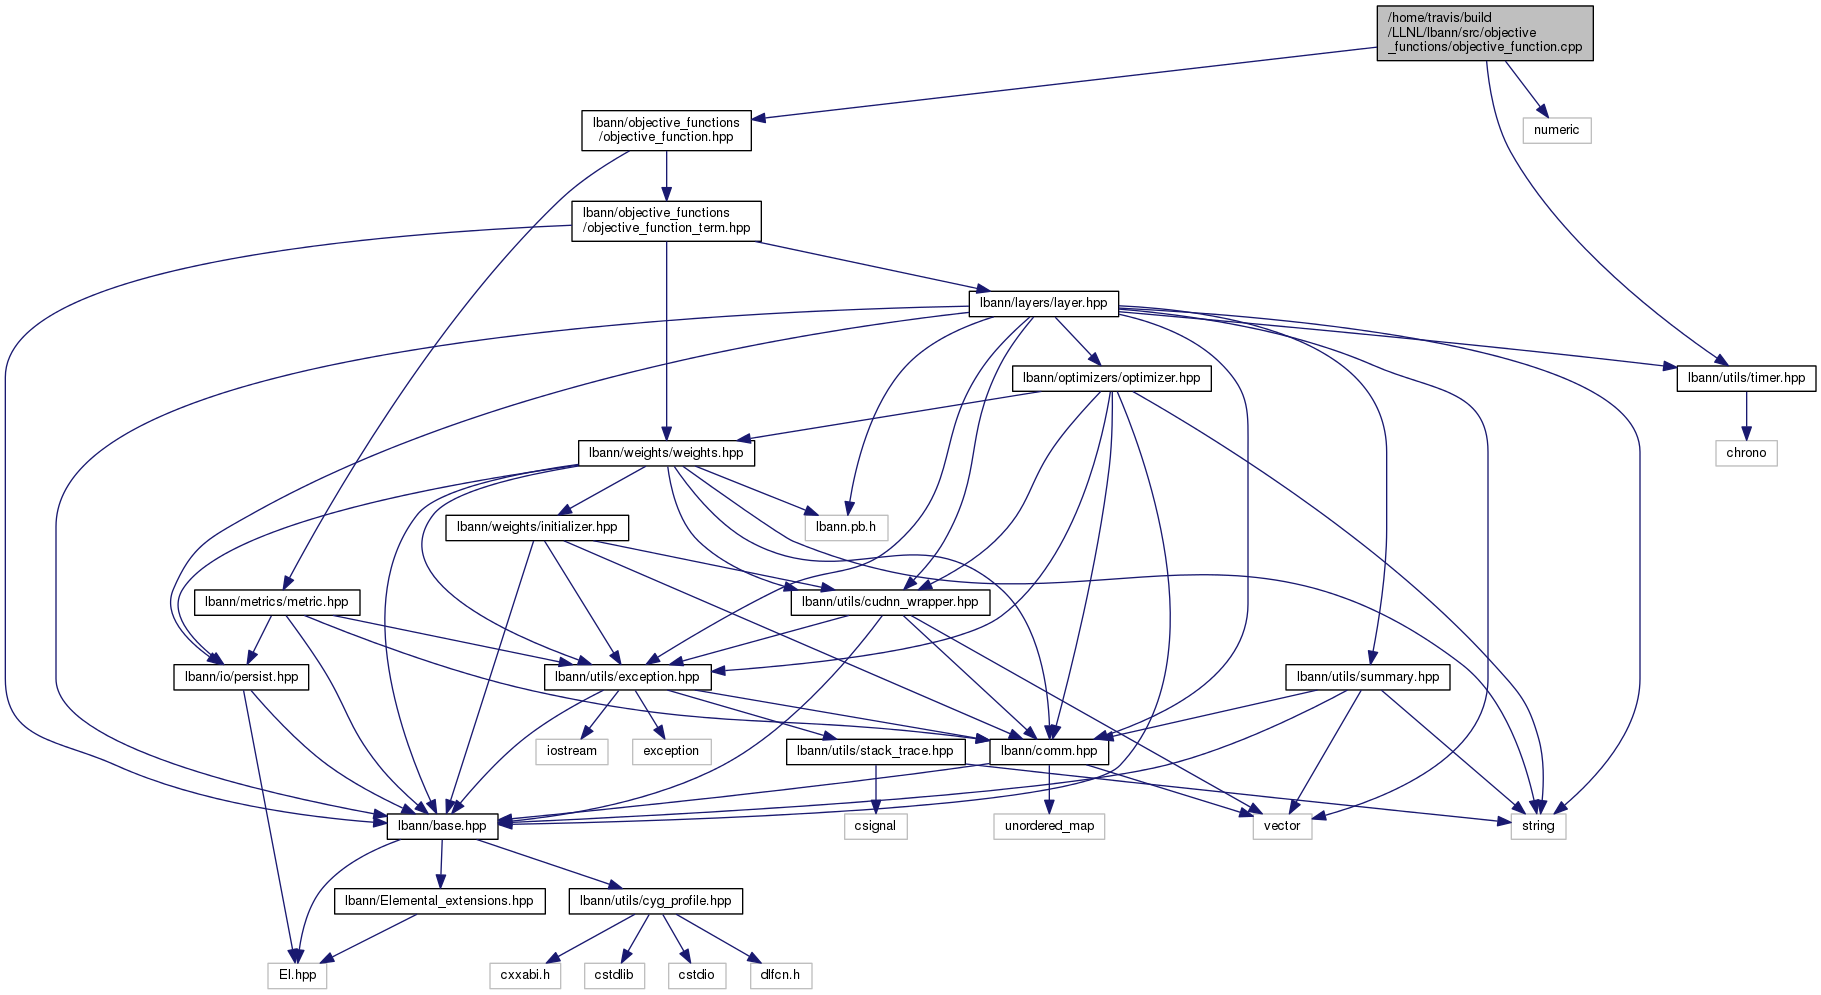 /home/travis/build
/LLNL/lbann/src/objective
_functions/objective_function.cpp
lbann/objective_functions
/objective_function.hpp
numeric
lbann/objective_functions
/objective_function_term.hpp
lbann/layers/layer.hpp
lbann/optimizers/optimizer.hpp
lbann/utils/timer.hpp
lbann/weights/weights.hpp
chrono
lbann/weights/initializer.hpp
lbann.pb.h
lbann/metrics/metric.hpp
lbann/utils/cudnn_wrapper.hpp
lbann/io/persist.hpp
lbann/utils/exception.hpp
lbann/utils/summary.hpp
iostream
exception
lbann/utils/stack_trace.hpp
lbann/comm.hpp
lbann/base.hpp
csignal
unordered_map
vector
string
lbann/Elemental_extensions.hpp
lbann/utils/cyg_profile.hpp
El.hpp
cxxabi.h
cstdlib
cstdio
dlfcn.h